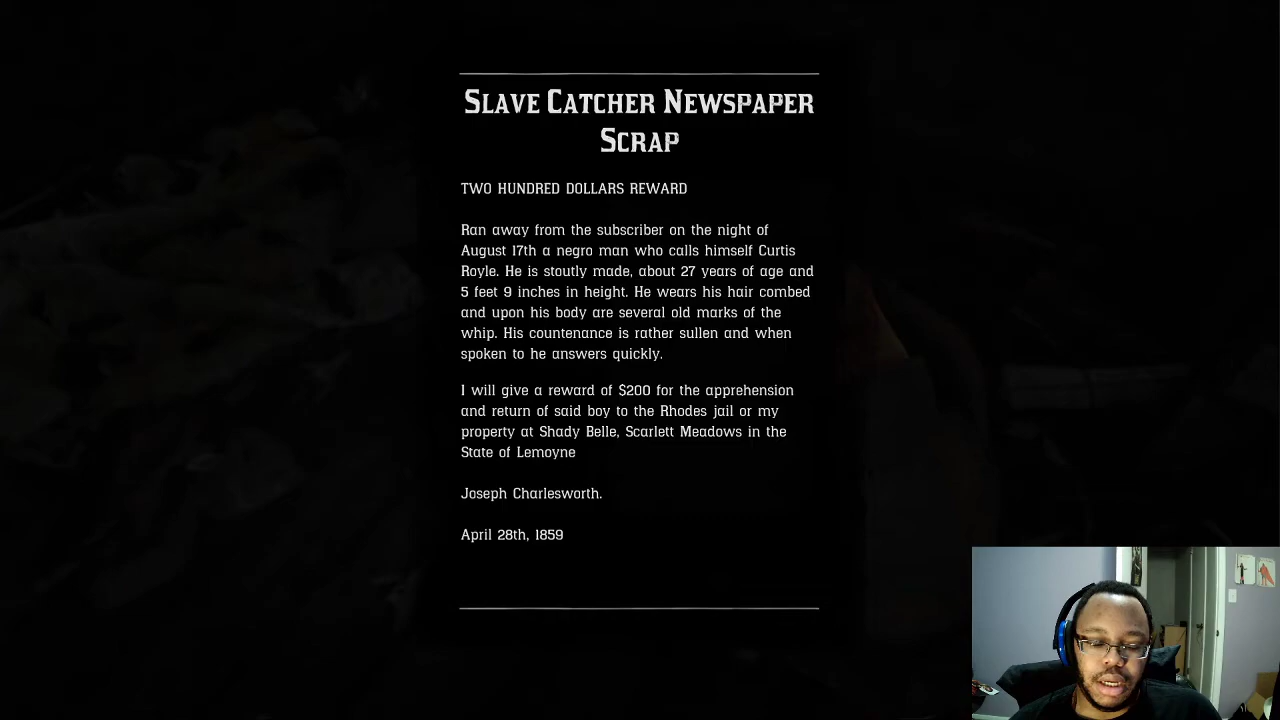 Slave Catcher Newspaper
Scrap
TWO HUNDRED DOLLARS REWARD
Ran away from the subscriber on the night of
August 17th a negro man who calls himself Curtis
Royle. He is stoutly made, about 27 years of age and
5 feet 9 inches in height. He wears his hair combed
and upon his body are several old marks of the
whip. His countenance is rather sullen and when
spoken to he answers quickly.
I will give a reward of $200 for the apprehension
and return of said boy to the Rhodes jail or my
property at Shady Belle, Scarlett Meadows in the
State of Lemoyne
Joseph Charlesworth.
April 28th, 1859